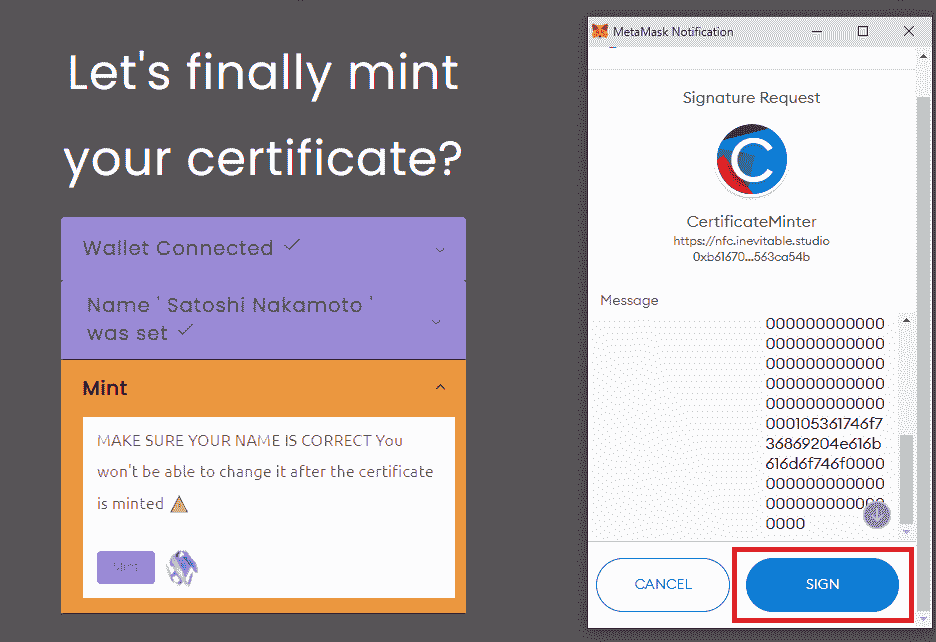 Let's finally mint
your certificate?
Wallet Connected
Name ' Satoshi Nakamoto '
was set
Mint
MAKE SURE YOUR NAME IS CORRECT You
won't be able to change it after the certificate
is minted
Mint
MetaMask Notification
Signature Request
C
CertificateMinter
https://nfc.inevitable.studio
0xb61670...563ca54b
Message
000000000000
000000000000
000000000000
000000000000
000000000000
000105361746f7
36869204e616b
616d6f746f0000
000000000000
000000000000
0000
CANCEL
SIGN